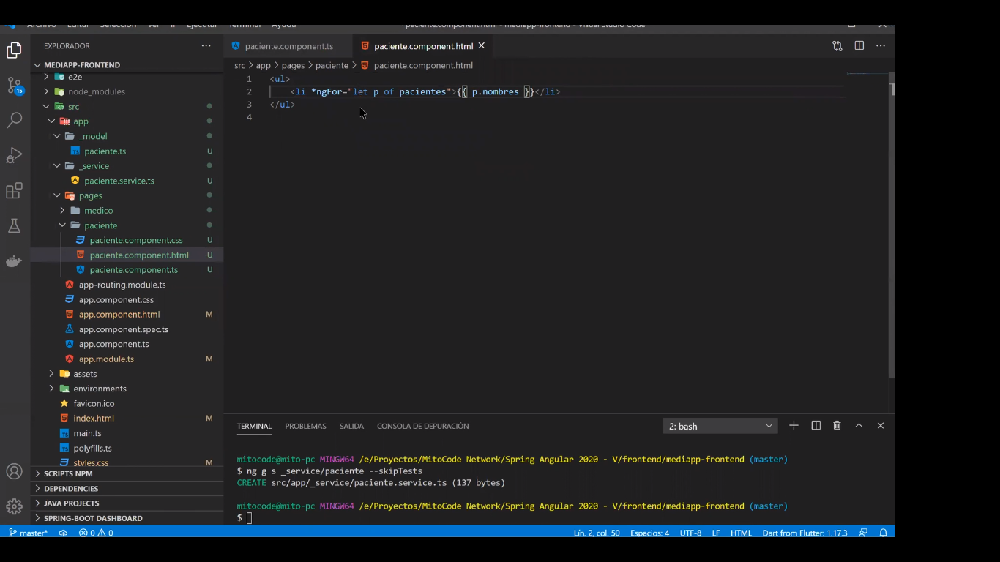 Archivo Editar Selección Ver Ir Ejecutar Terminal Ayuda
paciente.component.html - mediapp-frontend - Visual Studio Code
EXPLORADOR
MEDIAPP-FRONTEND
e2e
node_modules
src
app
_model
paciente.ts U
_service
paciente.service.ts U
pages
medico
paciente
paciente.component.css U
paciente.component.html U
paciente.component.ts U
app-routing.module.ts
app.component.css
app.component.html M
app.component.spec.ts
app.component.ts
app.module.ts M
assets
environments
favicon.ico
index.html M
main.ts
polyfills.ts
styles.css M
SCRIPTS NPM
DEPENDENCIES
JAVA PROJECTS
SPRING-BOOT DASHBOARD
15
paciente.component.ts
paciente.component.html
src > app > pages > paciente > paciente.component.html
1 <ul>
2 <li *ngFor="let p of pacientes">{{ p.nombres }}</li>
3 </ul>
4
TERMINAL PROBLEMAS SALIDA CONSOLA DE DEPURACIÓN 2: bash
mitocode@mito-pc MINGW64 /e/Proyectos/MitoCode Network/Spring Angular 2020 - V/frontend/mediapp-frontend (master)
$ ng g s _service/paciente --skipTests
CREATE src/app/_service/paciente.service.ts (137 bytes)
mitocode@mito-pc MINGW64 /e/Proyectos/MitoCode Network/Spring Angular 2020 - V/frontend/mediapp-frontend (master)
$
master* 0 0 Lín. 2, col. 50 Espacios: 4 UTF-8 LF HTML Dart from Flutter: 1.17.3